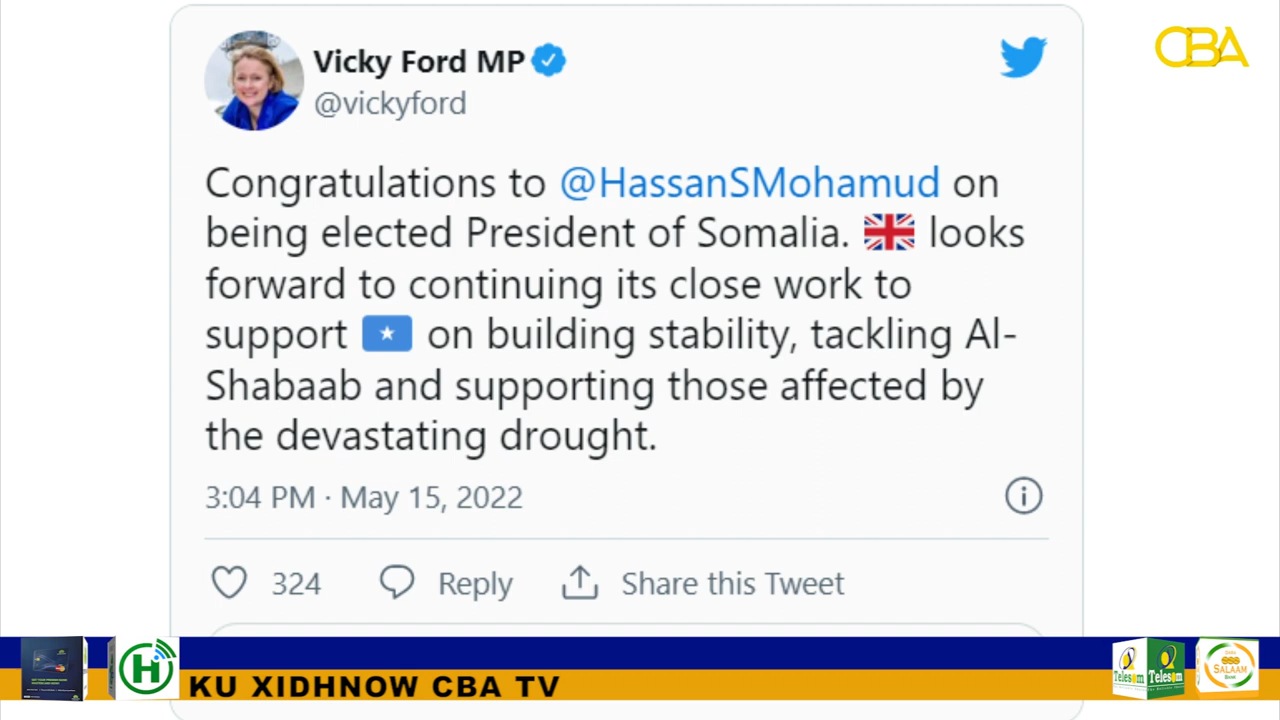 Vicky Ford MP
@vickyford
CBA
Congratulations to @HassanSMohamud on
being elected President of Somalia. 🇬🇧 looks
forward to continuing its close work to
support 🇸🇴 on building stability, tackling Al-
Shabaab and supporting those affected by
the devastating drought.
3:04 PM · May 15, 2022
324
Reply
Share this Tweet
KU XIDHNOW CBA TV
Telesom
Telesom
SALAAM